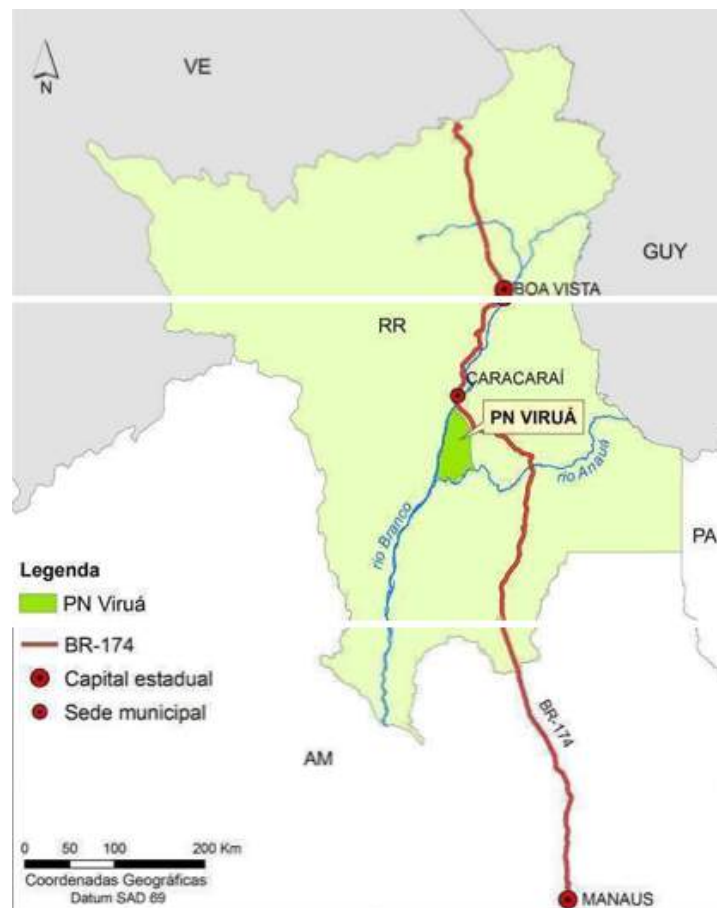 VE
N
GUY
BOA VISTA
RR
CARACARAÍ
PN VIRUÁ
rio Anauá
rio Branco
PA
Legenda
PN Viruá
BR-174
Capital estadual
Sede municipal
BR-174
AM
0 50 100 200 Km
Coordenadas Geográficas
Datum SAD 69
MANAUS